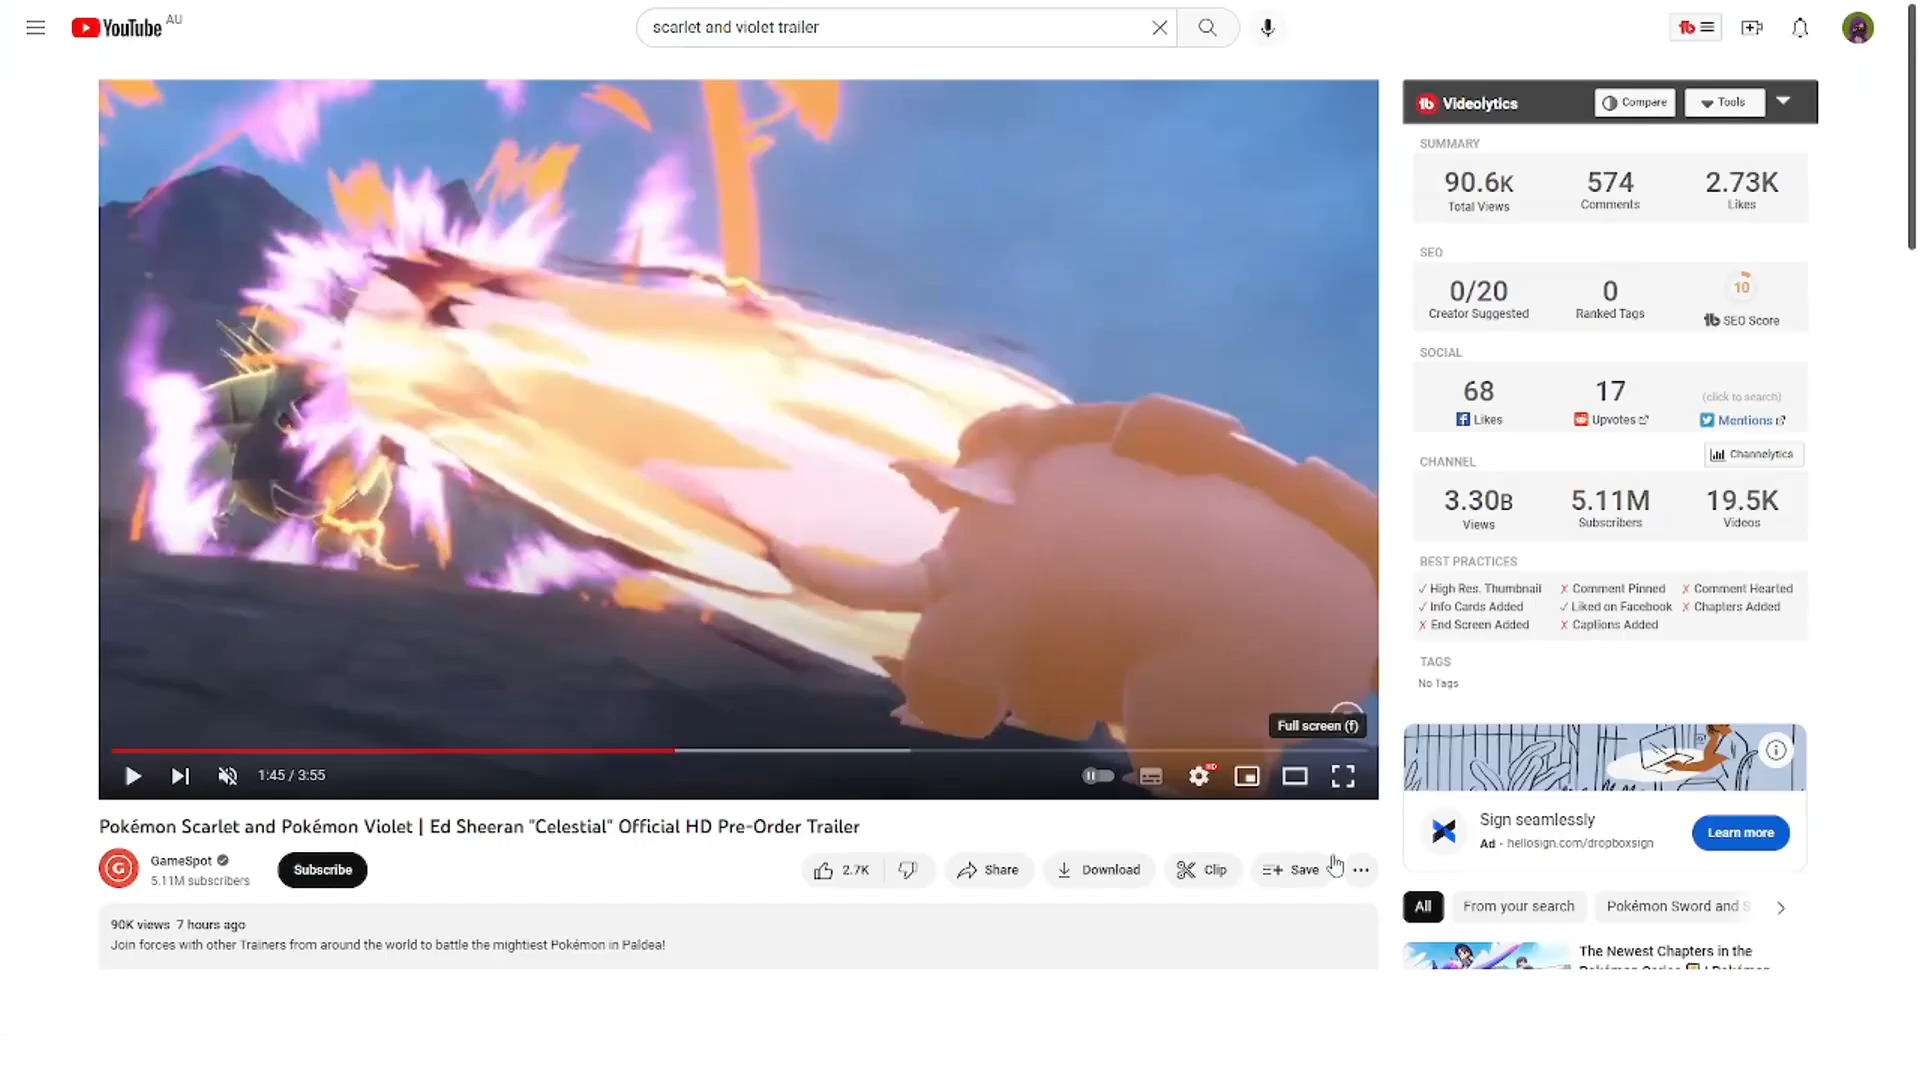 YouTube AU
scarlet and violet trailer
Videolytics
Compare
Tools
SUMMARY
90.6K
574
2.73K
Total Views
Comments
Likes
SEO
0/20
0
10
Creator Suggested
Ranked Tags
SEO Score
SOCIAL
68
17
(click to search)
Likes
Upvotes
Mentions
CHANNEL
Channelytics
3.30B
5.11M
19.5K
Views
Subscribers
Videos
BEST PRACTICES
✓ High Res. Thumbnail
✗ Comment Pinned
✗ Comment Hearted
✓ Info Cards Added
✓ Liked on Facebook
✗ Chapters Added
✗ End Screen Added
✗ Captions Added
TAGS
No Tags
Full screen (f)
1:45 / 3:55
HD
Pokémon Scarlet and Pokémon Violet | Ed Sheeran "Celestial" Official HD Pre-Order Trailer
GameSpot
5.11M subscribers
Subscribe
2.7K
Share
Download
Clip
Save
90K views 7 hours ago
Join forces with other Trainers from around the world to battle the mightiest Pokémon in Paldea!
Sign seamlessly
Ad · hellosign.com/dropboxsign
Learn more
All
From your search
Pokémon Sword and S
The Newest Chapters in the